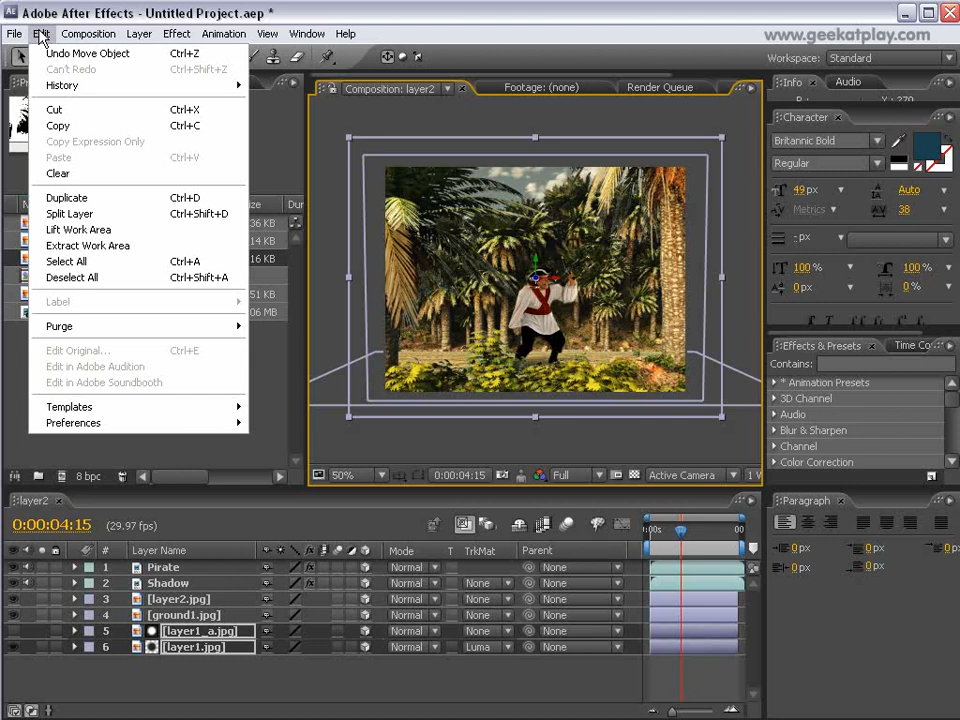 Adobe After Effects - Untitled Project.aep *
File Edit Composition Layer Effect Animation View Window Help
www.geekatplay.com
Workspace: Standard
Undo Move Object Ctrl+Z
Can't Redo Ctrl+Shift+Z
History
Cut Ctrl+X
Copy Ctrl+C
Copy Expression Only
Paste Ctrl+V
Clear
Duplicate Ctrl+D
Split Layer Ctrl+Shift+D
Lift Work Area
Extract Work Area
Select All Ctrl+A
Deselect All Ctrl+Shift+A
Label
Purge
Edit Original... Ctrl+E
Edit in Adobe Audition
Edit in Adobe Soundbooth
Templates
Preferences
8 bpc
Composition: layer2 Footage: (none) Render Queue
50% 0:00:04:15 Full Active Camera 1 V
Info Audio
Y: 270
Character
Britannic Bold
Regular
49 px Auto
Metrics 38
- px
100 % 100 %
0 px 0 %
Effects & Presets Time Co
Contains:
* Animation Presets
3D Channel
Audio
Blur & Sharpen
Channel
Color Correction
Paragraph
0 px 0 px 0 px
0 px 0 px
layer2
0:00:04:15 (29.97 fps)
:00s 00
# Layer Name Mode T TrkMat Parent
1 Pirate Normal None
2 Shadow Normal None None
3 [layer2.jpg] Normal None None
4 [ground1.jpg] Normal None None
5 [layer1_a.jpg] Normal None None
6 [layer1.jpg] Normal Luma None